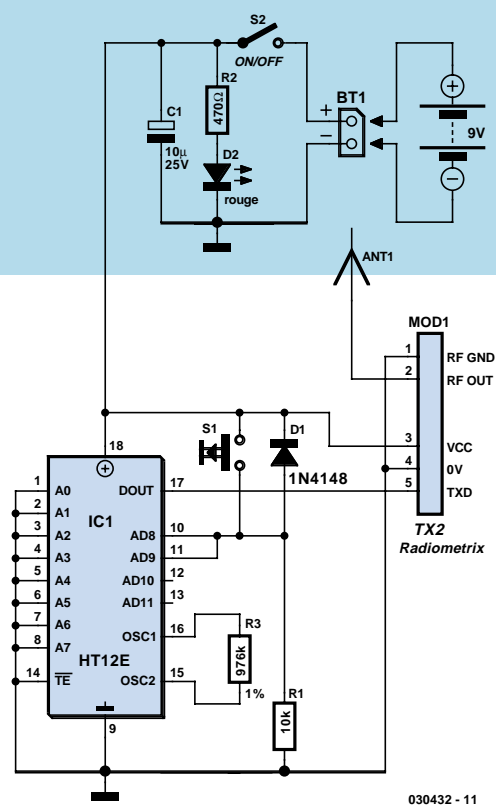 S2
ON/OFF
R2
470Ω
C1
10µ
25V
D2
rouge
BT1
+
−
+
9V
−
ANT1
MOD1
1 RF GND
2 RF OUT
3 VCC
4 0V
5 TXD
TX2
Radiometrix
S1
D1
1N4148
18
+
1 A0 DOUT 17
2 A1
IC1
3 A2 AD8 10
4 A3 AD9 11
5 A4 AD10 12
6 A5 AD11 13
7 A6 OSC1 16
8 A7
HT12E
14 TE OSC2 15
9
R3
976k
1%
R1
10k
030432 - 11